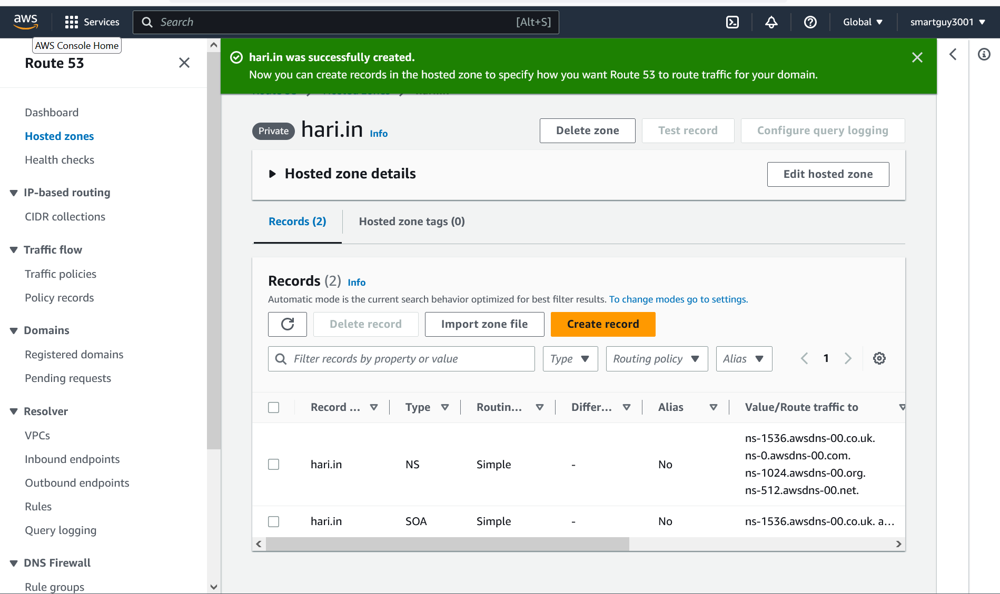 aws
Services
Search
[Alt+S]
Global
smartguy3001
AWS Console Home
Route 53
Dashboard
Hosted zones
Health checks
IP-based routing
CIDR collections
Traffic flow
Traffic policies
Policy records
Domains
Registered domains
Pending requests
Resolver
VPCs
Inbound endpoints
Outbound endpoints
Rules
Query logging
DNS Firewall
Rule groups
hari.in was successfully created.
Now you can create records in the hosted zone to specify how you want Route 53 to route traffic for your domain.
Private hari.in Info
Delete zone
Test record
Configure query logging
Hosted zone details
Edit hosted zone
Records (2)
Hosted zone tags (0)
Records (2) Info
Automatic mode is the current search behavior optimized for best filter results. To change modes go to settings.
Delete record
Import zone file
Create record
Filter records by property or value
Type
Routing policy
Alias
1
Record ... Type Routin... Differ... Alias Value/Route traffic to
hari.in NS Simple - No
ns-1536.awsdns-00.co.uk.
ns-0.awsdns-00.com.
ns-1024.awsdns-00.org.
ns-512.awsdns-00.net.
hari.in SOA Simple - No ns-1536.awsdns-00.co.uk. a...